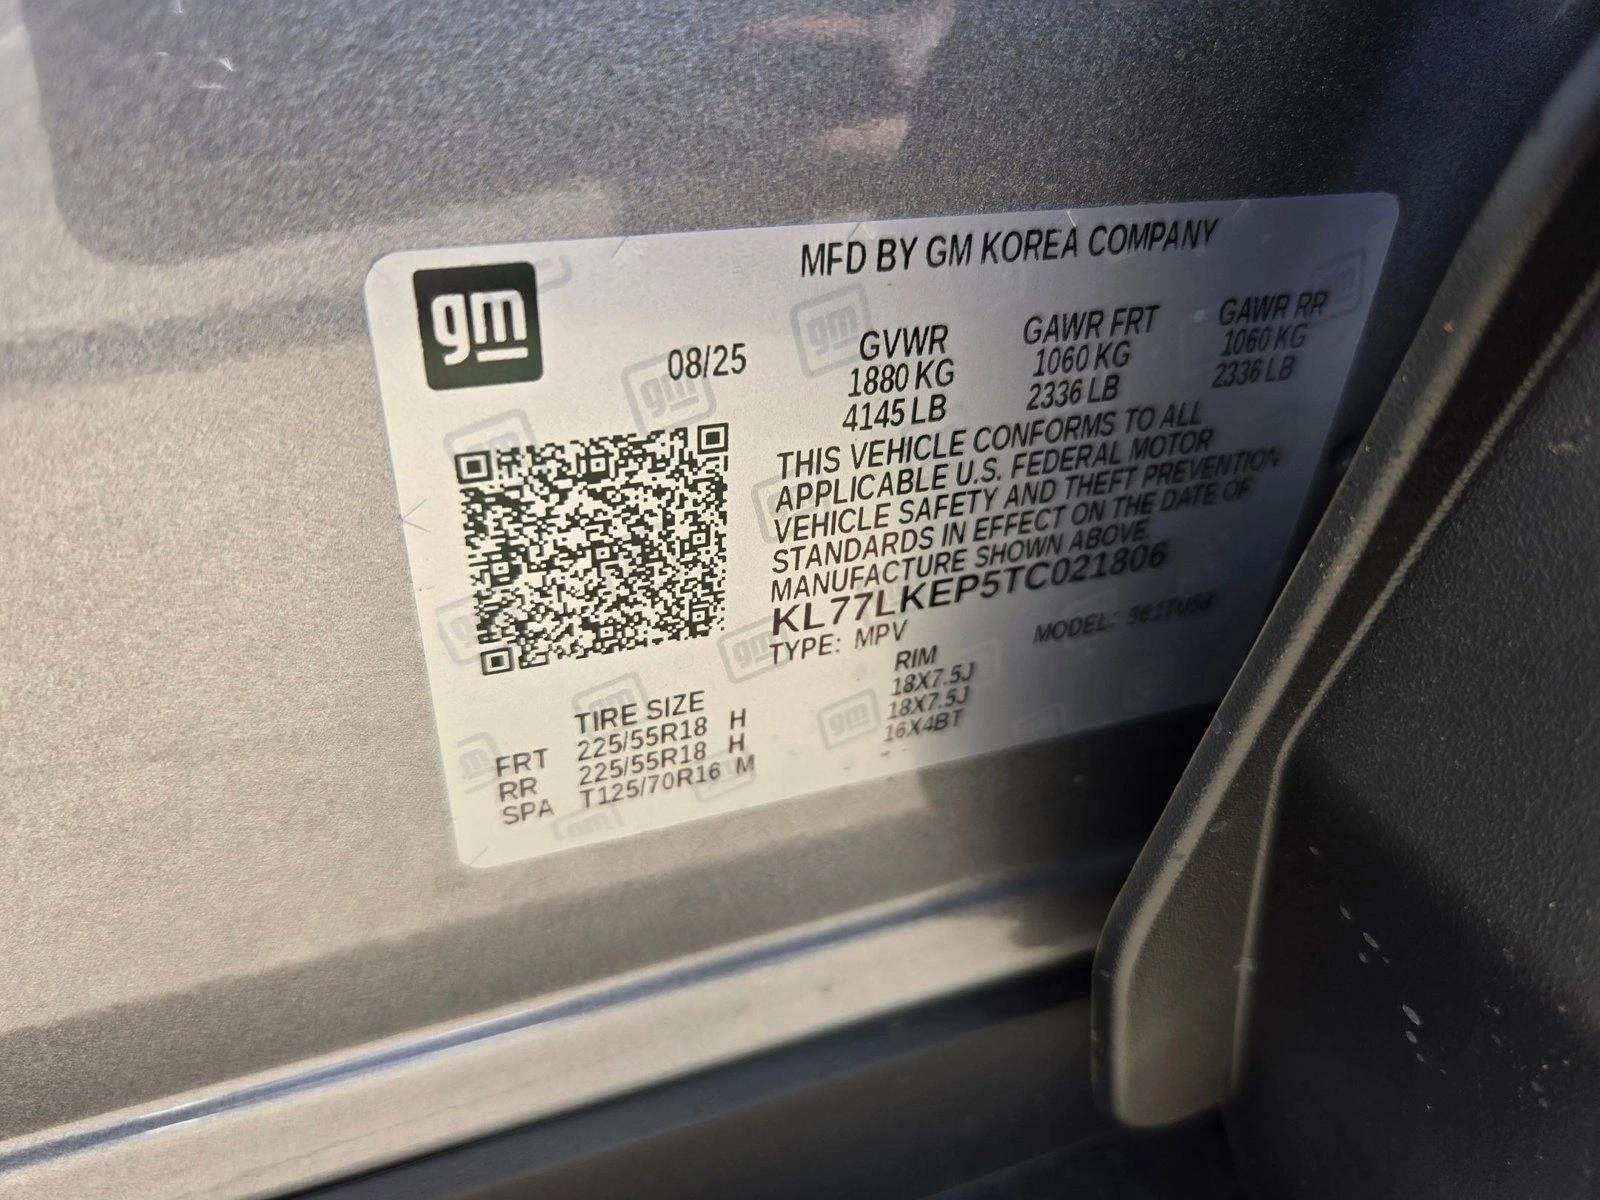 gm
MFD BY GM KOREA COMPANY
08/25
GVWR GAWR FRT GAWR RR
1880 KG 1060 KG 1060 KG
4145 LB 2336 LB 2336 LB
THIS VEHICLE CONFORMS TO ALL
APPLICABLE U.S. FEDERAL MOTOR
VEHICLE SAFETY AND THEFT PREVENTION
STANDARDS IN EFFECT ON THE DATE OF
MANUFACTURE SHOWN ABOVE.
KL77LKEP5TC021806
TYPE: MPV MODEL:
TIRE SIZE RIM
FRT 225/55R18 H 18X7.5J
RR 225/55R18 H 18X7.5J
SPA T125/70R16 M 16X4BT